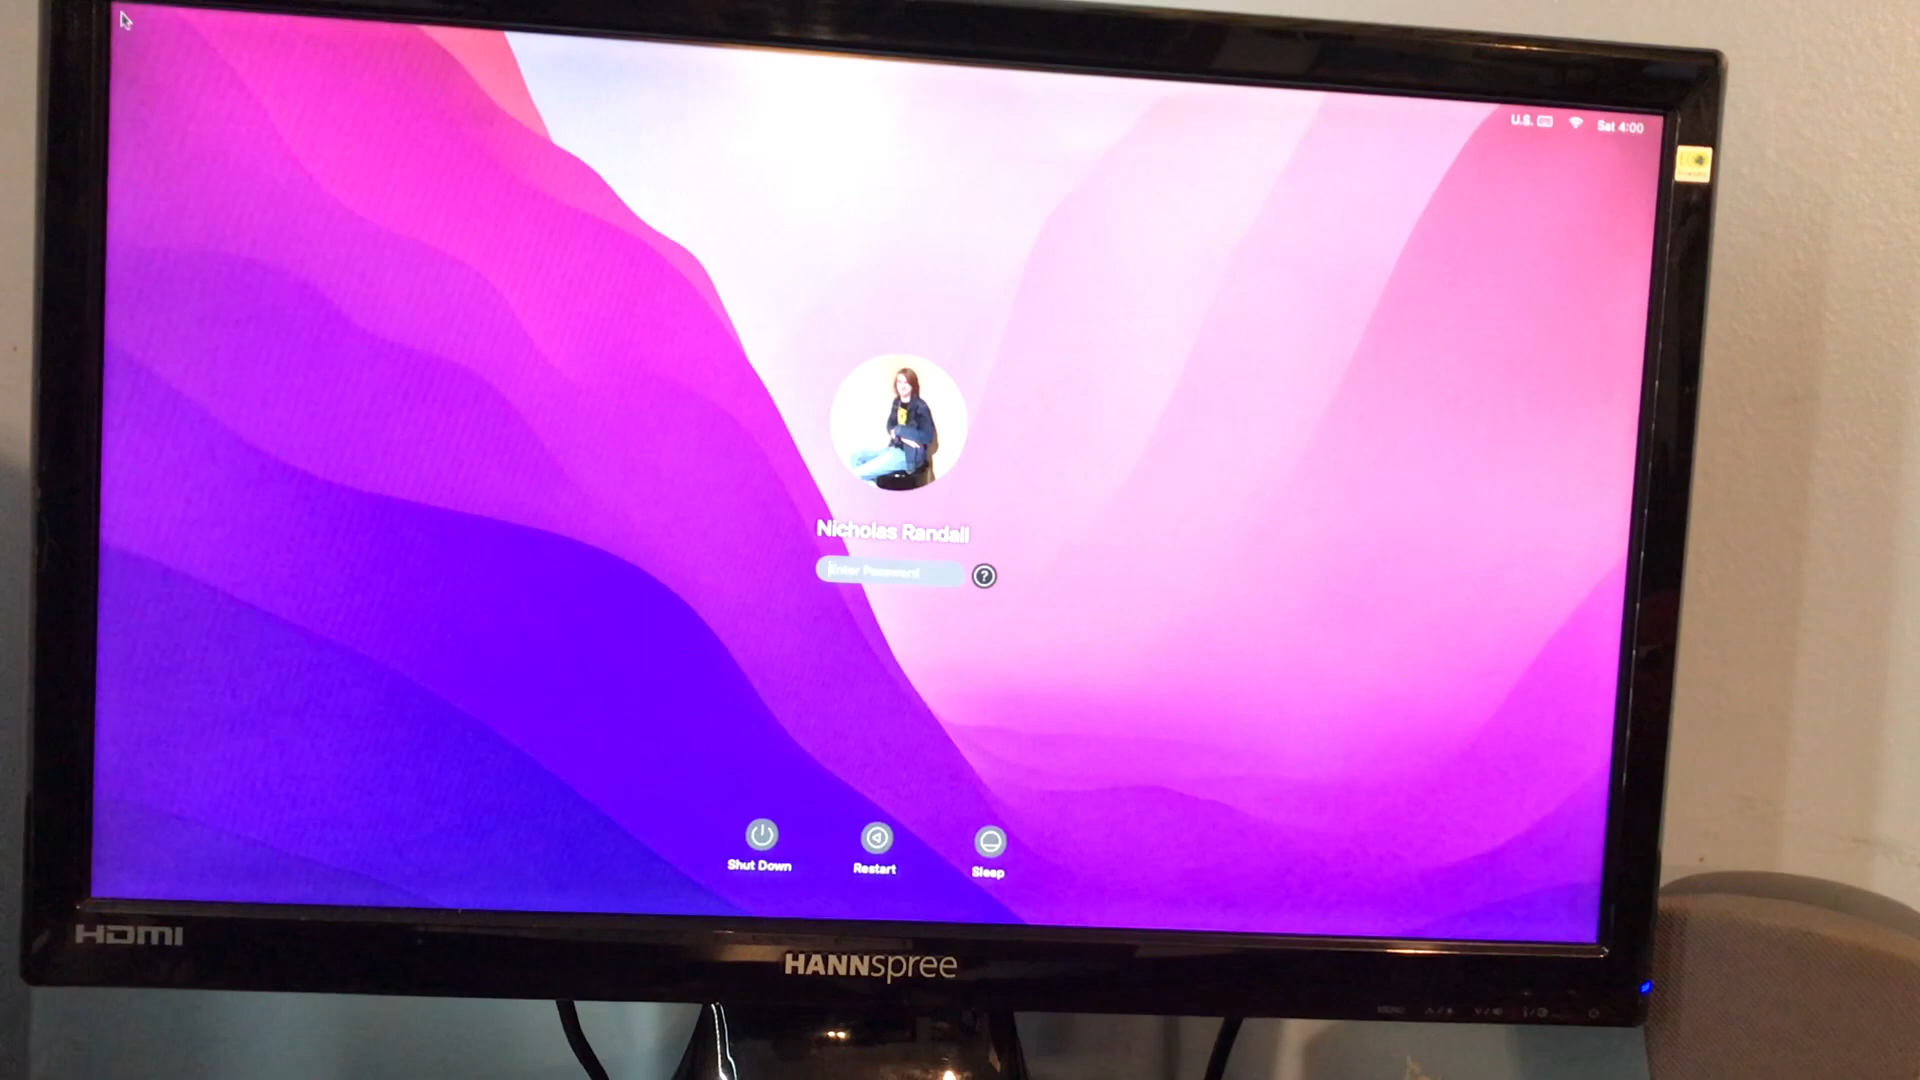 U.S. Sat 4:00
Nicholas Randall
Enter Password
?
Shut Down Restart Sleep
HDMI
HANNspree